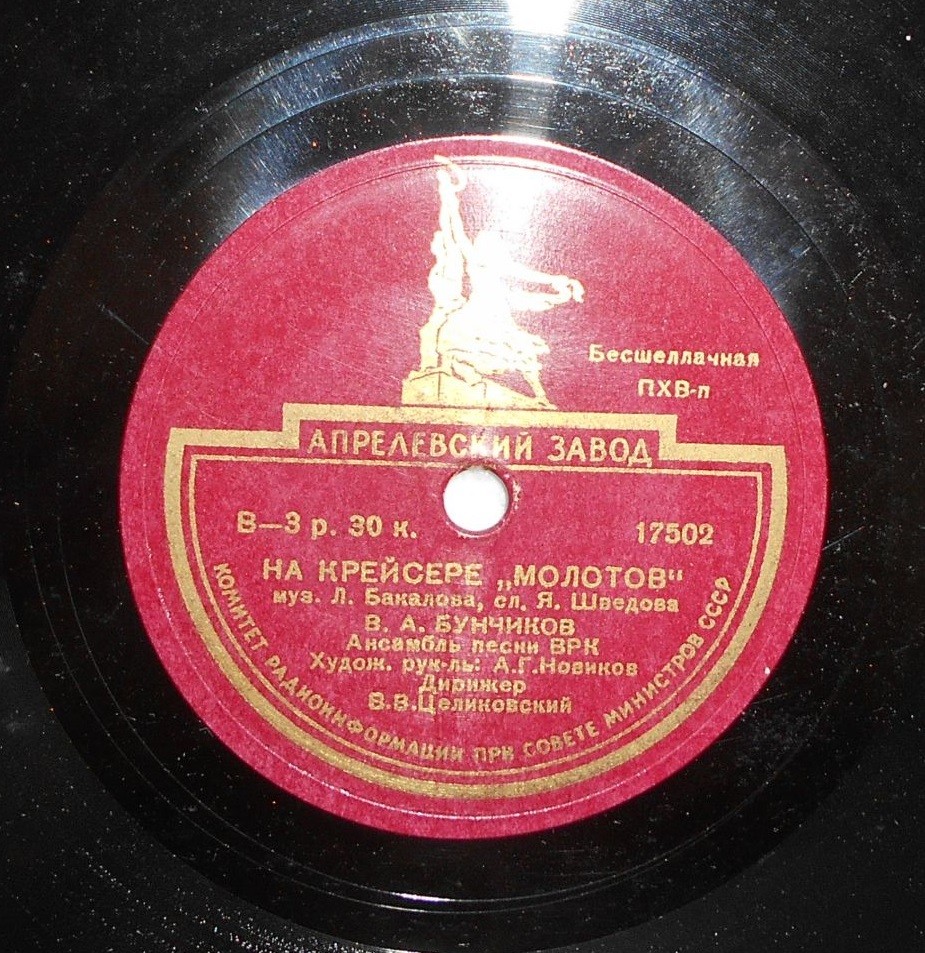 Бесшеллачная
ПХВ-п
АПРЕЛЕВСКИЙ ЗАВОД
В—3 р. 30 к.
17502
НА КРЕЙСЕРЕ „МОЛОТОВ“
муз. Л. Бакалова, сл. Я. Шведова
В. А. БУНЧИКОВ
Ансамбль песни ВРК
Худож. рук-ль: А.Г.Новиков
Дирижер
В.В.Целиковский
КОМИТЕТ РАДИОИНФОРМАЦИИ ПРИ СОВЕТЕ МИНИСТРОВ СССР